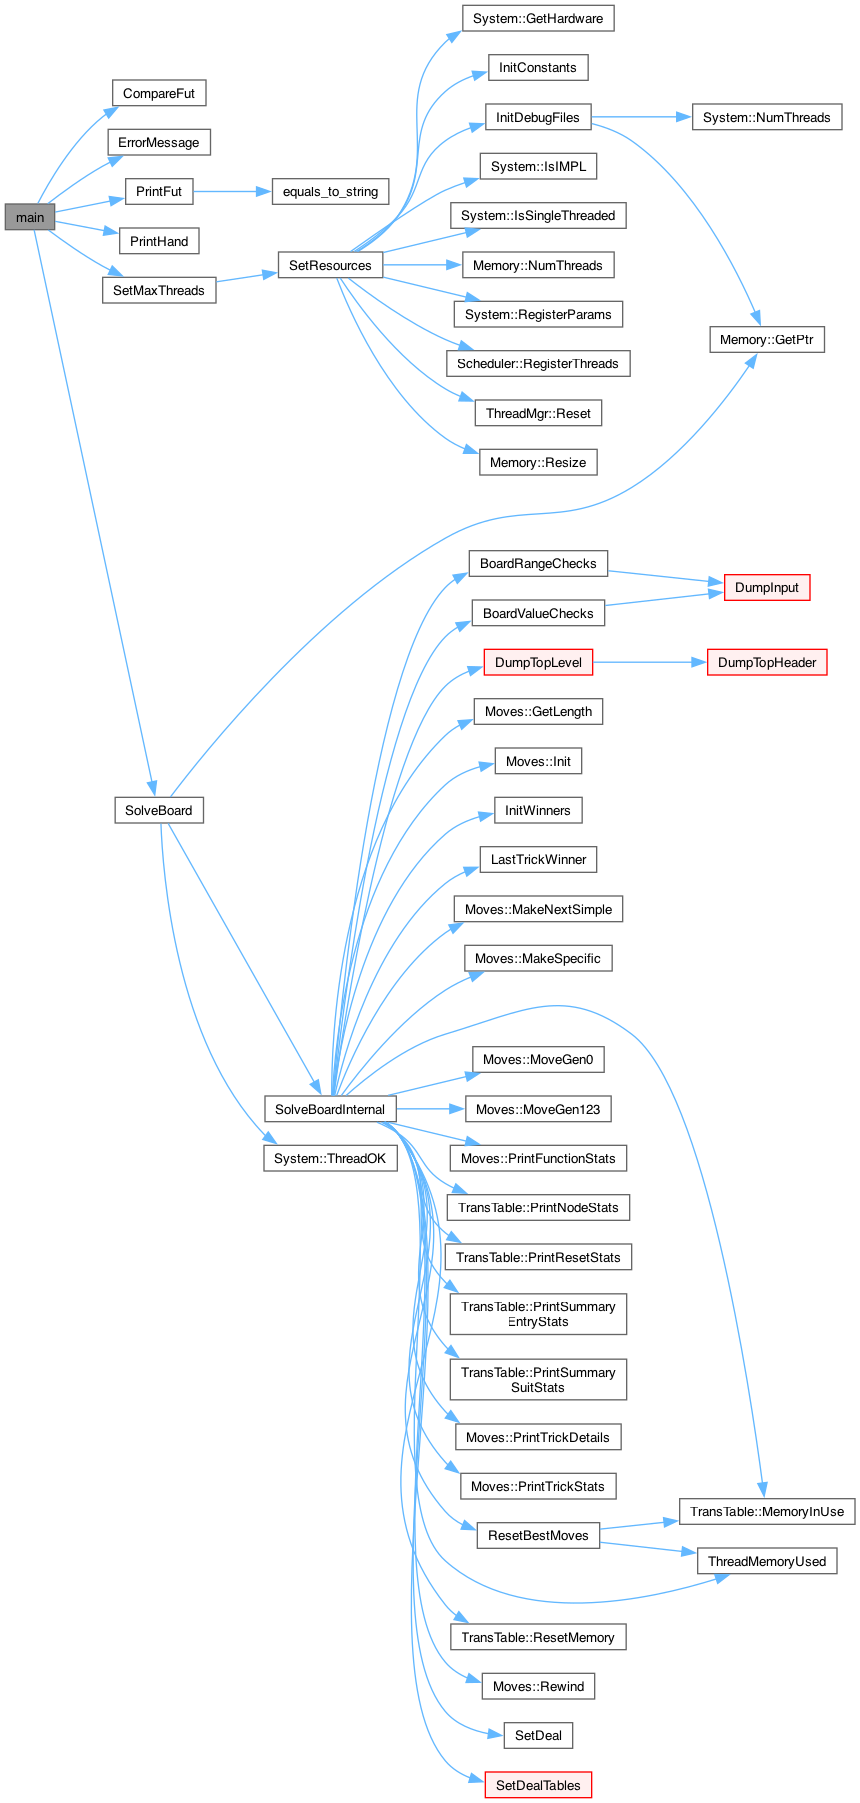 System::GetHardware
InitConstants
CompareFut
InitDebugFiles
System::NumThreads
ErrorMessage
System::IsIMPL
PrintFut
equals_to_string
main
System::IsSingleThreaded
PrintHand
SetResources
Memory::NumThreads
SetMaxThreads
System::RegisterParams
Memory::GetPtr
Scheduler::RegisterThreads
ThreadMgr::Reset
Memory::Resize
BoardRangeChecks
DumpInput
BoardValueChecks
DumpTopLevel
DumpTopHeader
Moves::GetLength
Moves::Init
SolveBoard
InitWinners
LastTrickWinner
Moves::MakeNextSimple
Moves::MakeSpecific
Moves::MoveGen0
SolveBoardInternal
Moves::MoveGen123
System::ThreadOK
Moves::PrintFunctionStats
TransTable::PrintNodeStats
TransTable::PrintResetStats
TransTable::PrintSummary
EntryStats
TransTable::PrintSummary
SuitStats
Moves::PrintTrickDetails
Moves::PrintTrickStats
TransTable::MemoryInUse
ResetBestMoves
ThreadMemoryUsed
TransTable::ResetMemory
Moves::Rewind
SetDeal
SetDealTables